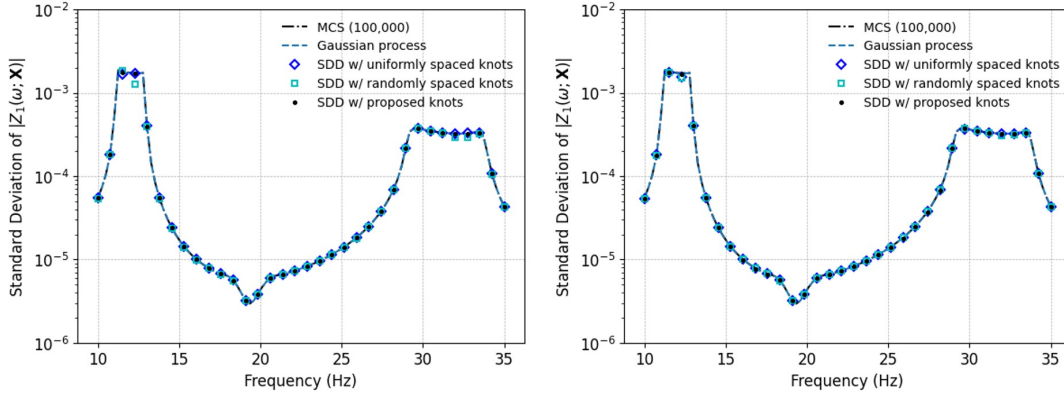 Standard Deviation of |Z₁(ω; X)|
10⁻²
10⁻³
10⁻⁴
10⁻⁵
10⁻⁶
MCS (100,000)
Gaussian process
SDD w/ uniformly spaced knots
SDD w/ randomly spaced knots
SDD w/ proposed knots
10 15 20 25 30 35
Frequency (Hz)
Standard Deviation of |Z₁(ω; X)|
10⁻²
10⁻³
10⁻⁴
10⁻⁵
10⁻⁶
MCS (100,000)
Gaussian process
SDD w/ uniformly spaced knots
SDD w/ randomly spaced knots
SDD w/ proposed knots
10 15 20 25 30 35
Frequency (Hz)